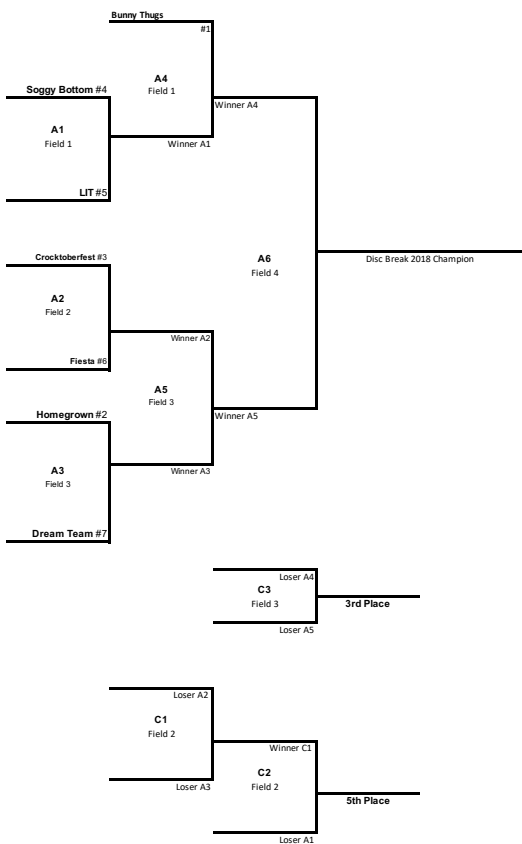 Bunny Thugs
#1
A4
Field 1
Soggy Bottom #4
Winner A4
A1
Field 1
Winner A1
LIT #5
Crocktoberfest #3
A6
Field 4
Disc Break 2018 Champion
A2
Field 2
Winner A2
Fiesta #6
A5
Field 3
Homegrown #2
Winner A5
A3
Field 3
Winner A3
Dream Team #7
Loser A4
C3
Field 3
3rd Place
Loser A5
Loser A2
C1
Field 2
Winner C1
C2
Field 2
Loser A3
5th Place
Loser A1